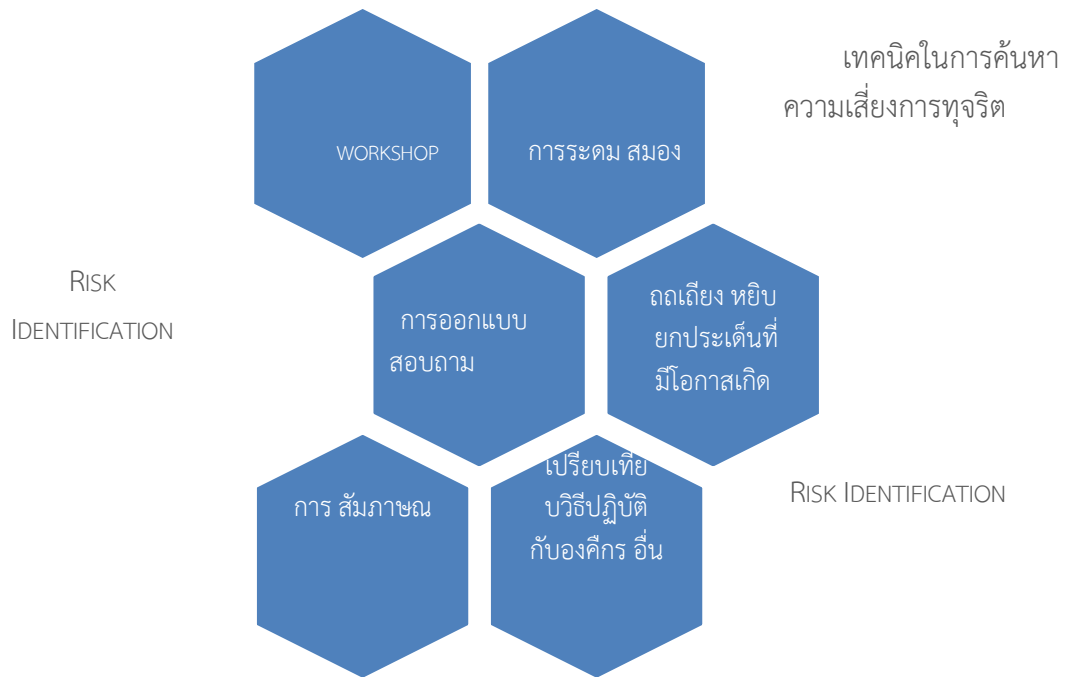 เทคนิคในการค้นหา
ความเสี่ยงการทุจริต
WORKSHOP
การระดม สมอง
RISK
IDENTIFICATION
การออกแบบ
สอบถาม
ถถเถียง หยิบ
ยกประเด็นที่
มีโอกาสเกิด
การ สัมภาษณ
เปรียบเทีย
บวิธีปฏิบัติ
กับองคืกร อื่น
RISK IDENTIFICATION